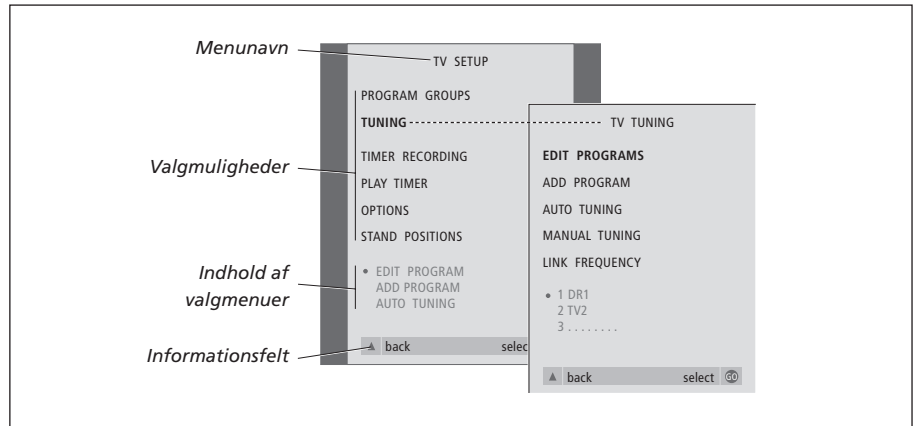 Menunavn
Valgmuligheder
Indhold af
valgmenuer
Informationsfelt
TV SETUP
PROGRAM GROUPS
TUNING
TIMER RECORDING
PLAY TIMER
OPTIONS
STAND POSITIONS
• EDIT PROGRAM
ADD PROGRAM
AUTO TUNING
▲ back selec
TV TUNING
EDIT PROGRAMS
ADD PROGRAM
AUTO TUNING
MANUAL TUNING
LINK FREQUENCY
• 1 DR1
2 TV2
3 . . . . . . . .
▲ back select GO